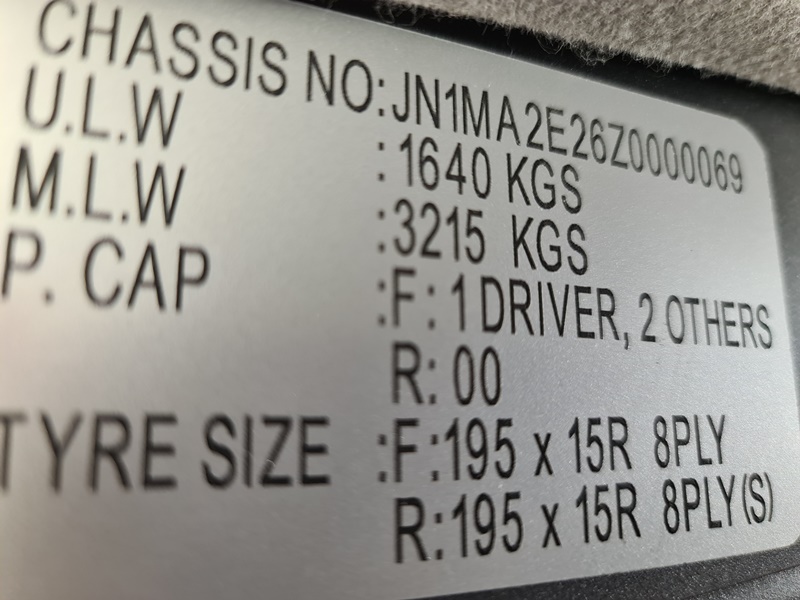 CHASSIS NO: JN1MA2E26Z0000069
U.L.W : 1640 KGS
M.L.W : 3215 KGS
P. CAP : F : 1 DRIVER, 2 OTHERS
R: 00
TYRE SIZE : F : 195 x 15R 8PLY
R: 195 x 15R 8PLY(S)